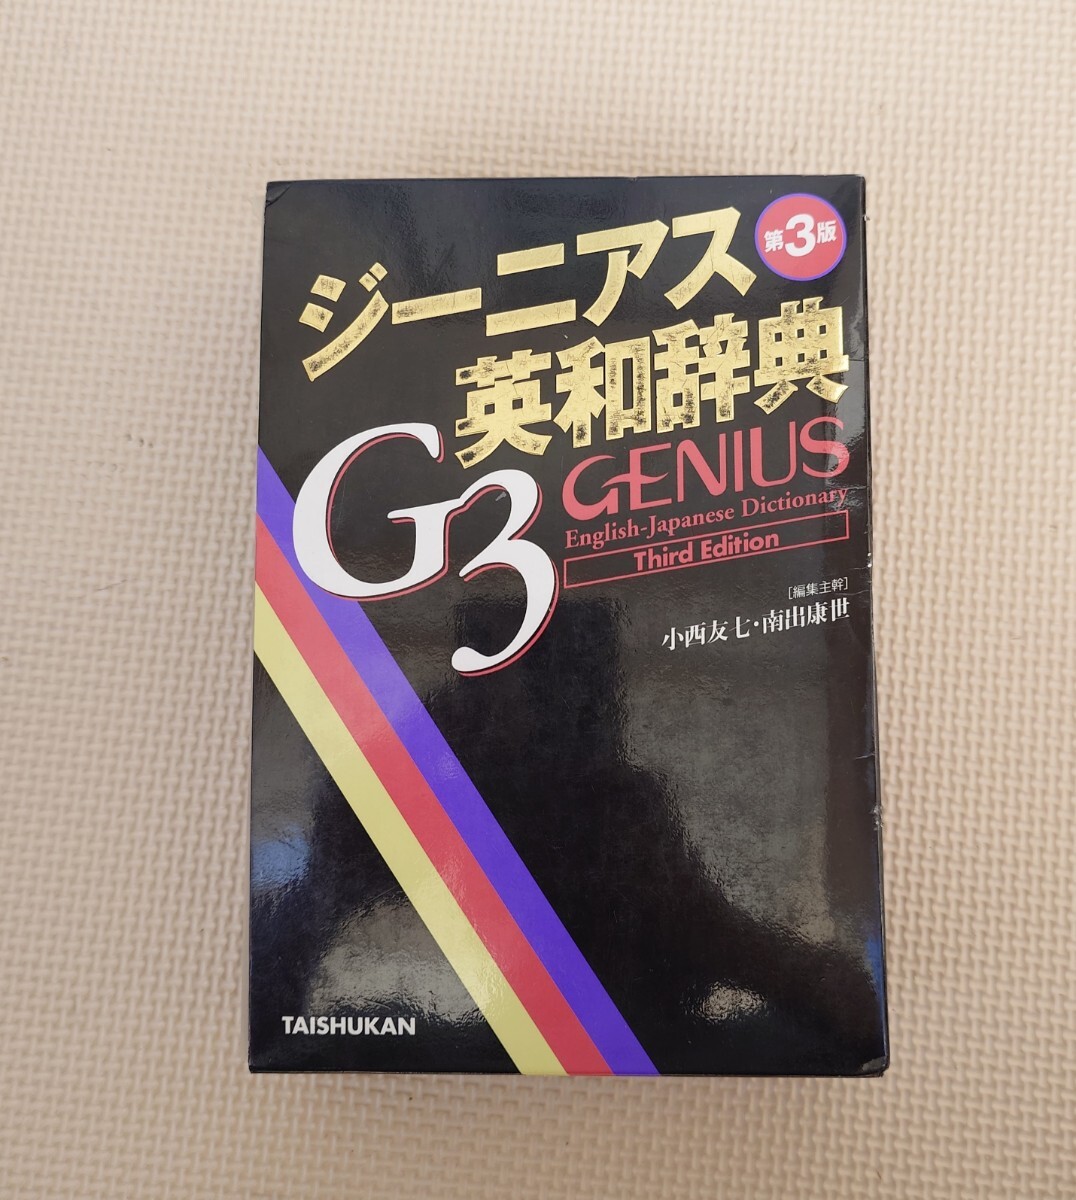 第3版
ジーニアス
英和辞典
G3
GENIUS
English-Japanese Dictionary
Third Edition
[編集主幹]
小西友七・南出康世
TAISHUKAN